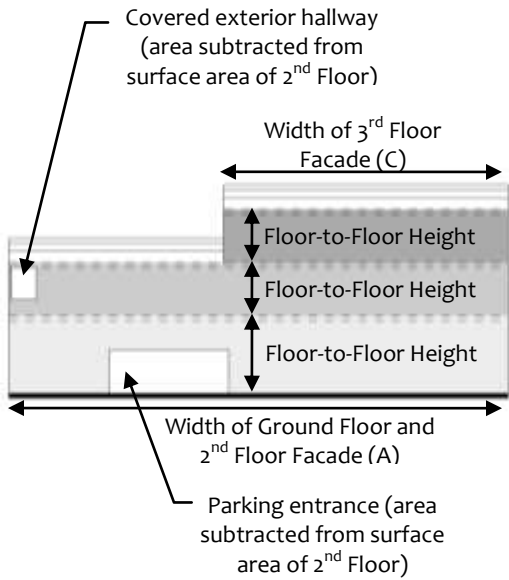 Covered exterior hallway
(area subtracted from
surface area of 2nd Floor)
Width of 3rd Floor
Facade (C)
Floor-to-Floor Height
Floor-to-Floor Height
Floor-to-Floor Height
Width of Ground Floor and
2nd Floor Facade (A)
Parking entrance (area
subtracted from surface
area of 2nd Floor)